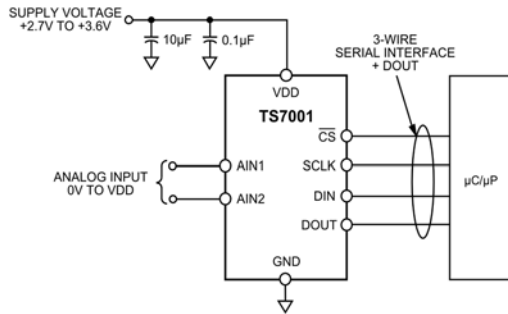 SUPPLY VOLTAGE
+2.7V TO +3.6V
10µF
0.1µF
3-WIRE
SERIAL INTERFACE
+ DOUT
VDD
TS7001
C̅S̅
SCLK
DIN
DOUT
AIN1
AIN2
GND
ANALOG INPUT
0V TO VDD
µC/µP